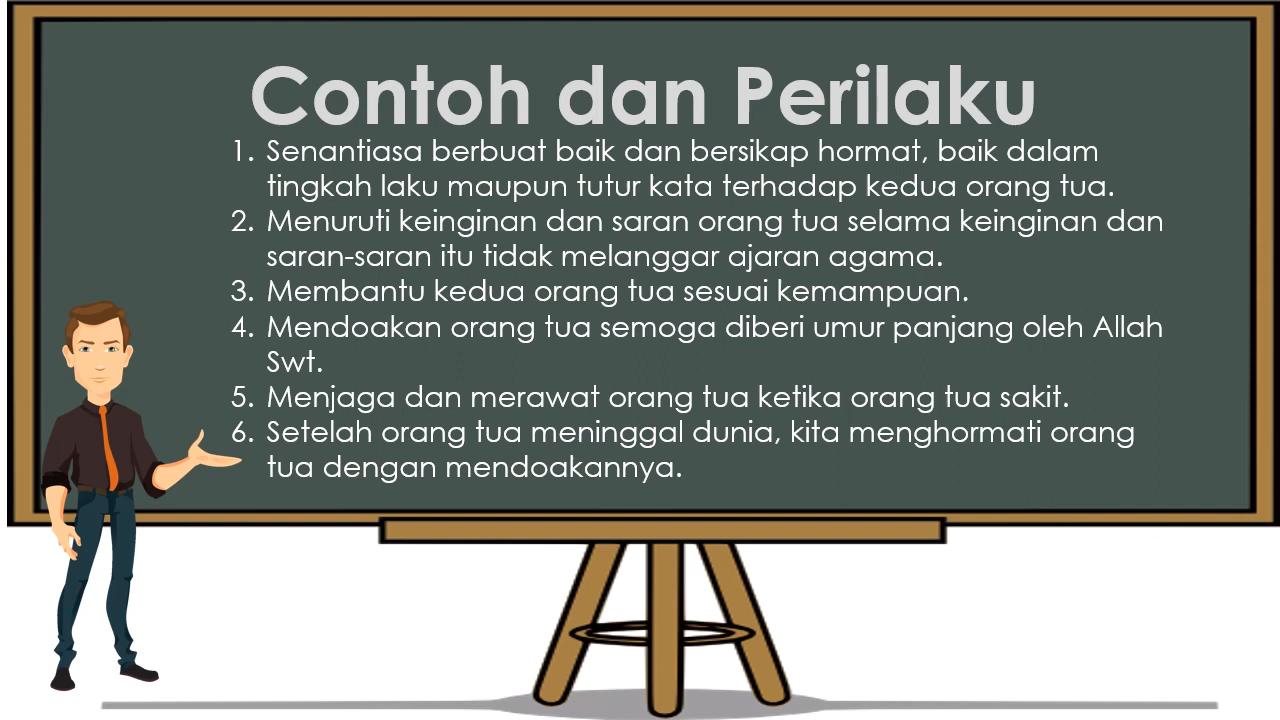 Contoh dan Perilaku
1. Senantiasa berbuat baik dan bersikap hormat, baik dalam
tingkah laku maupun tutur kata terhadap kedua orang tua.
2. Menuruti keinginan dan saran orang tua selama keinginan dan
saran-saran itu tidak melanggar ajaran agama.
3. Membantu kedua orang tua sesuai kemampuan.
4. Mendoakan orang tua semoga diberi umur panjang oleh Allah
Swt.
5. Menjaga dan merawat orang tua ketika orang tua sakit.
6. Setelah orang tua meninggal dunia, kita menghormati orang
tua dengan mendoakannya.